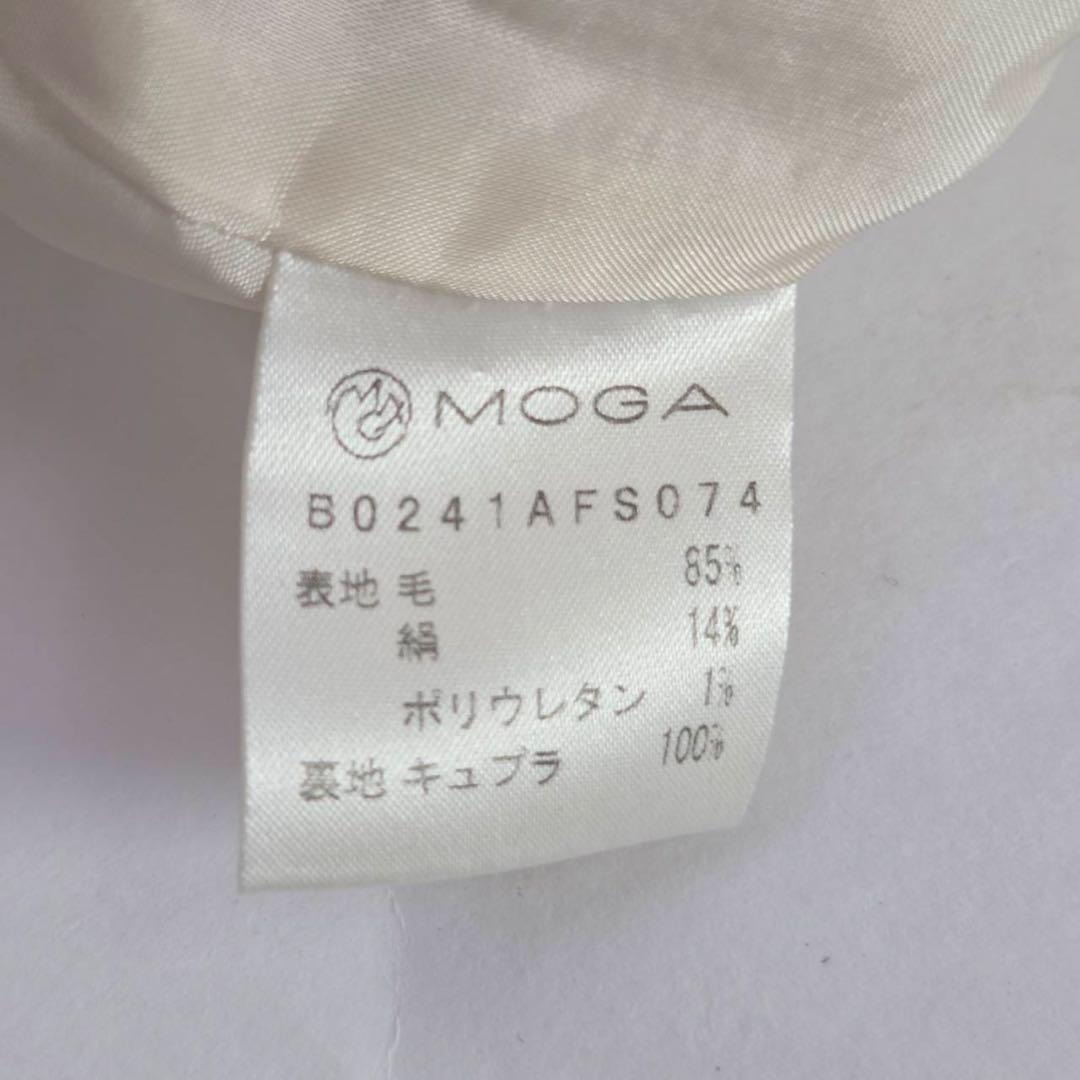 MOGA
B0241AFS074
表地 毛 85%
絹 14%
ポリウレタン 1%
裏地 キュプラ 100%